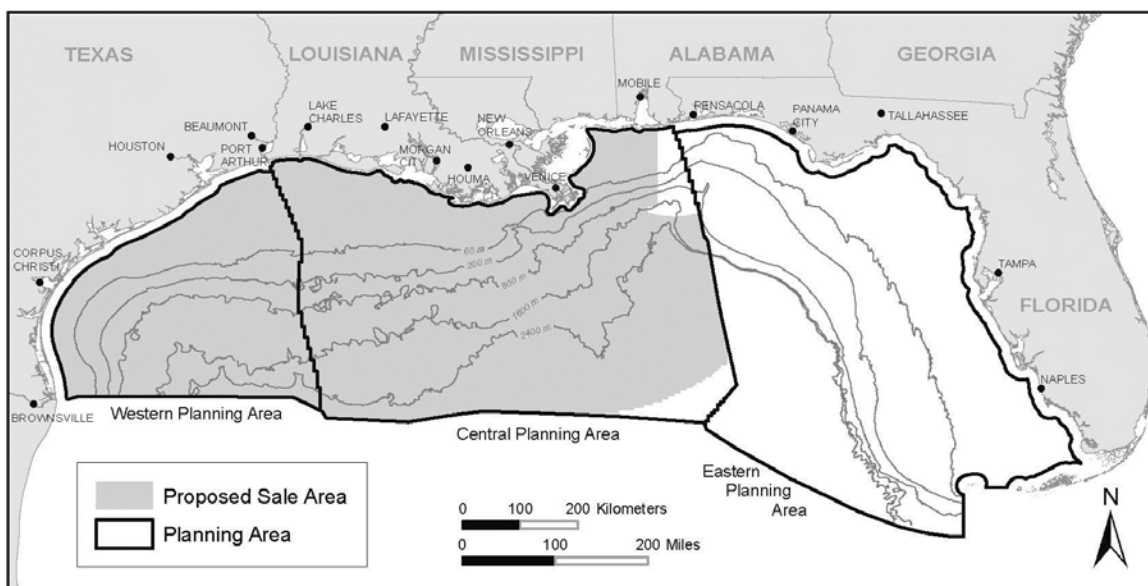 TEXAS
LOUISIANA
MISSISSIPPI
ALABAMA
GEORGIA
MOBILE
PENSACOLA
PANAMA
CITY
TALLAHASSEE
LAKE
CHARLES
LAFAYETTE
NEW
ORLEANS
BEAUMONT
HOUSTON
PORT
ARTHUR
MORGAN
CITY
HOUMA
VENICE
CORPUS
CHRISTI
60 m
200 m
800 m
1600 m
2400 m
TAMPA
FLORIDA
NAPLES
BROWNSVILLE
Western Planning Area
Central Planning Area
Eastern
Planning
Area
Proposed Sale Area
Planning Area
0 100 200 Kilometers
0 100 200 Miles
N